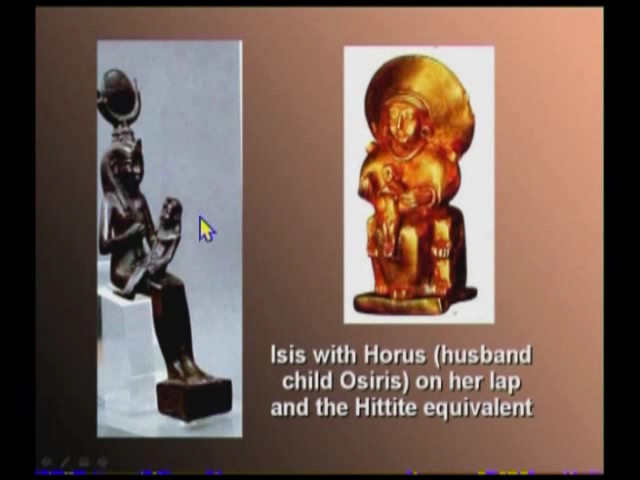 Isis with Horus (husband
child Osiris) on her lap
and the Hittite equivalent